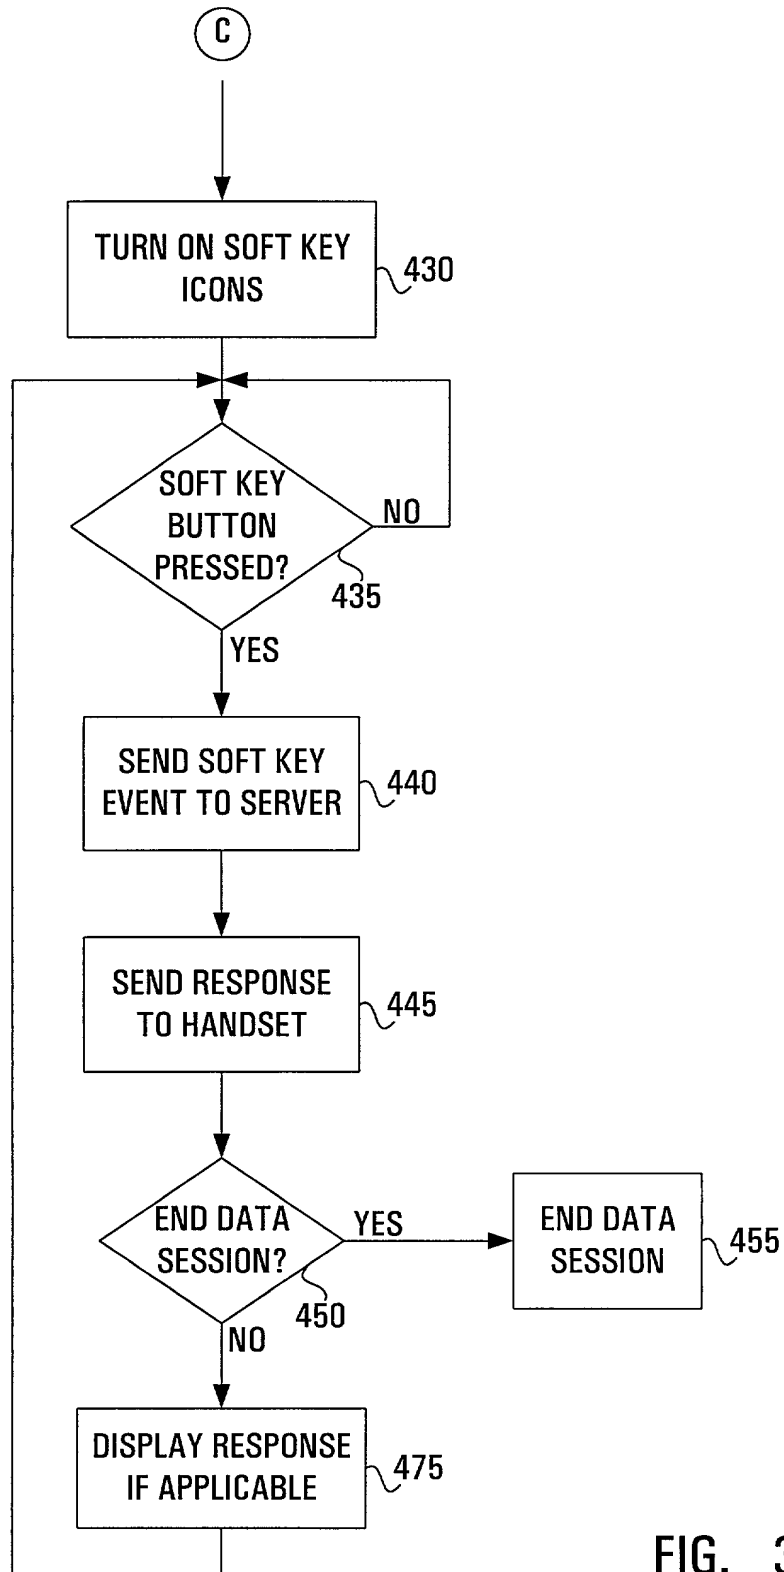 C
TURN ON SOFT KEY
ICONS
430
SOFT KEY
BUTTON
PRESSED?
NO
435
YES
SEND SOFT KEY
EVENT TO SERVER
440
SEND RESPONSE
TO HANDSET
445
END DATA
SESSION?
YES
450
END DATA
SESSION
455
NO
DISPLAY RESPONSE
IF APPLICABLE
475
FIG. 3